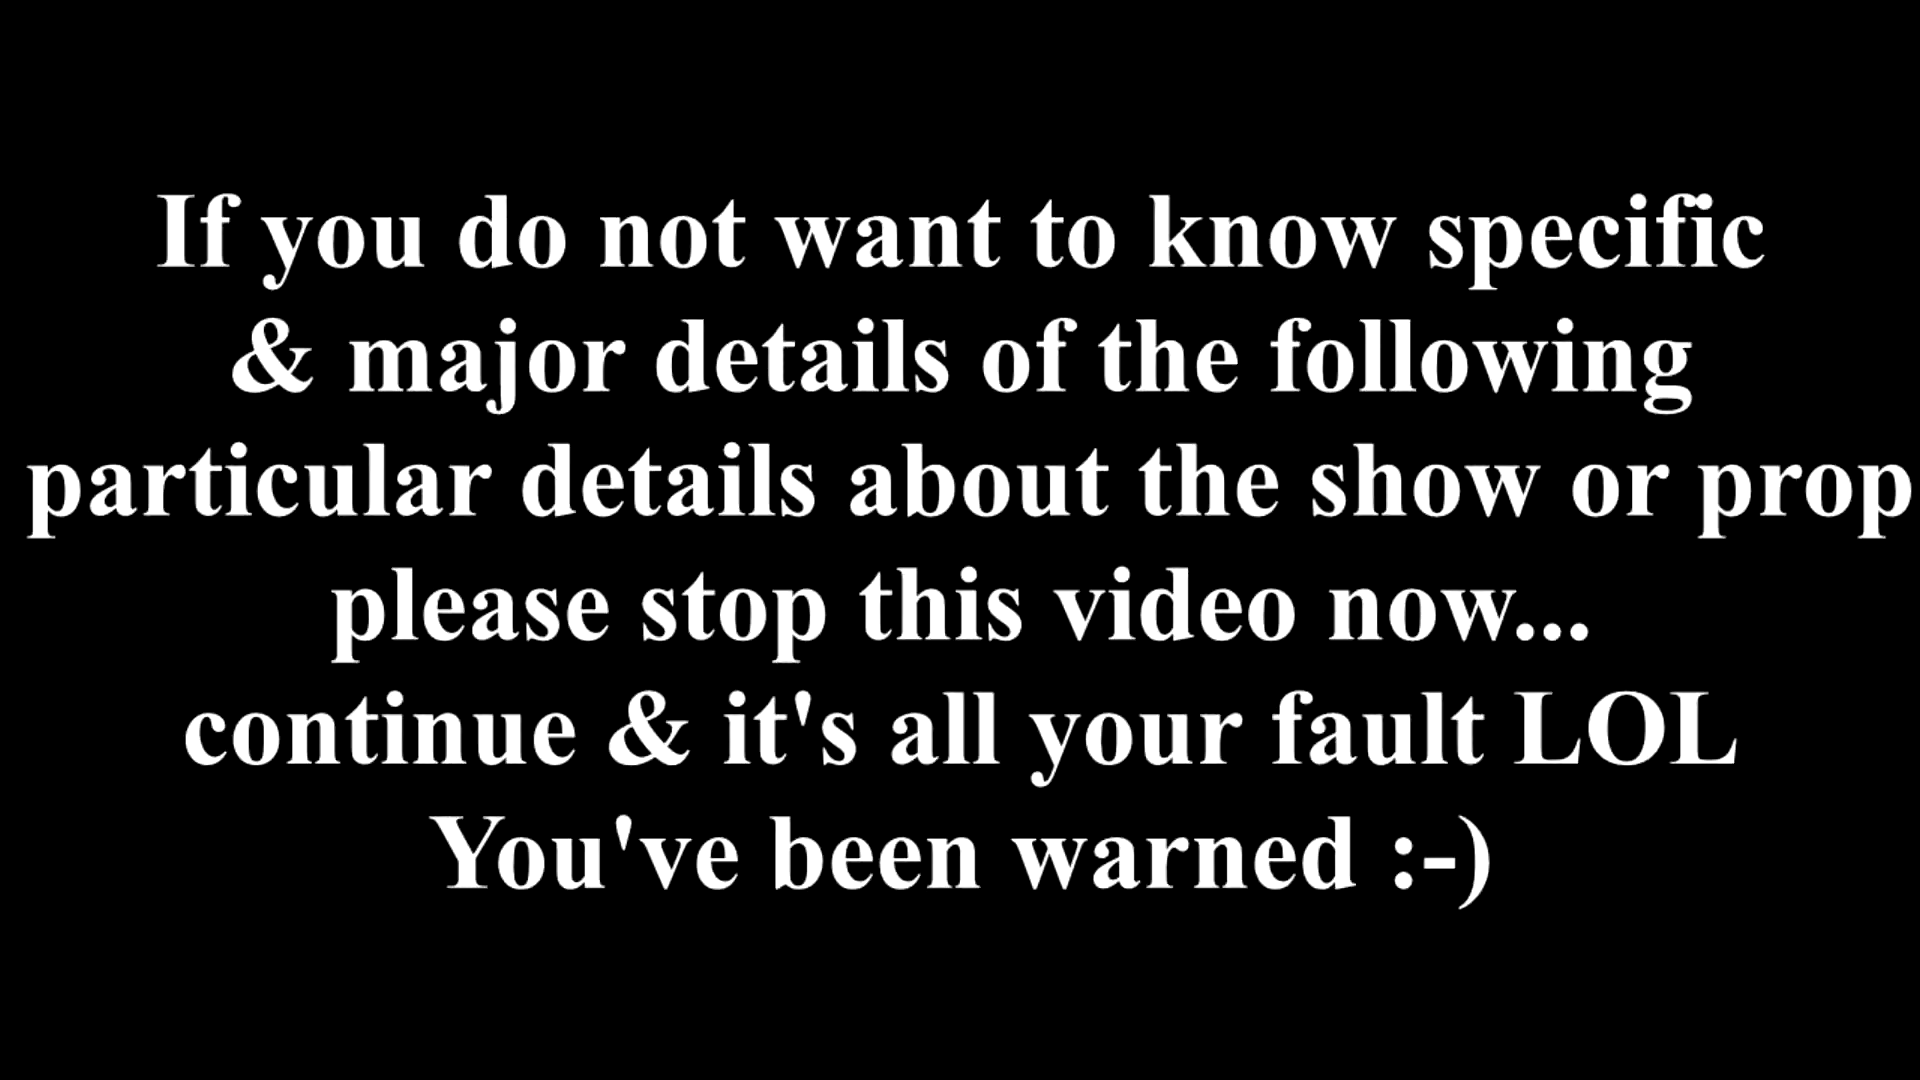 If you do not want to know specific
& major details of the following
particular details about the show or prop
please stop this video now...
continue & it's all your fault LOL
You've been warned :-)